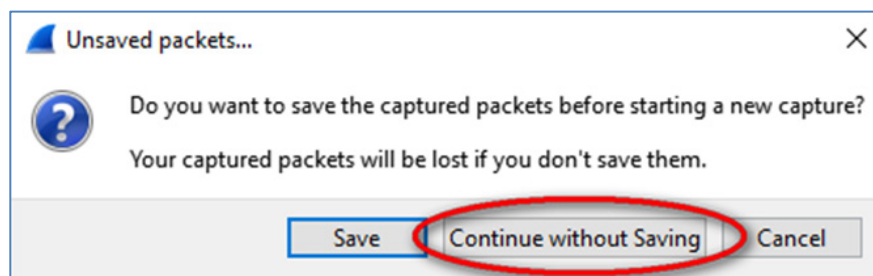 Unsaved packets...
Do you want to save the captured packets before starting a new capture?
Your captured packets will be lost if you don't save them.
Save Continue without Saving Cancel